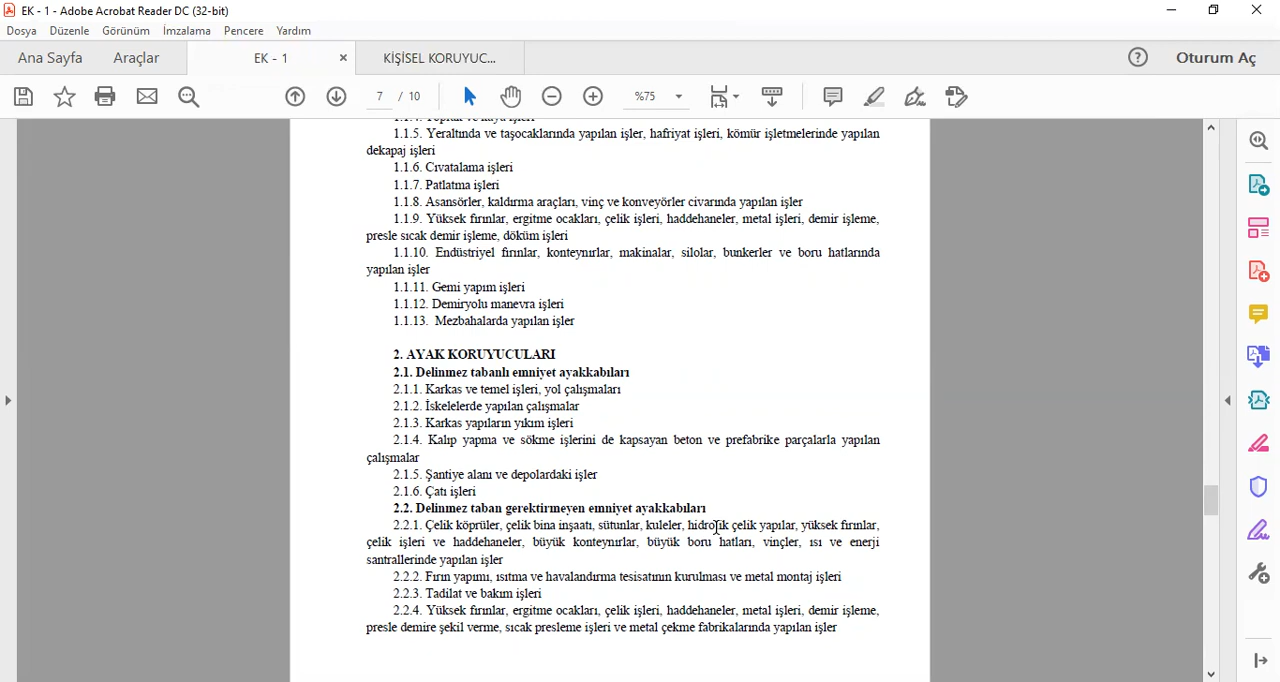 EK - 1 - Adobe Acrobat Reader DC (32-bit)
Dosya Düzenle Görünüm İmzalama Pencere Yardım
Ana Sayfa Araçlar EK - 1 × KİŞİSEL KORUYUC... ? Oturum Aç
7 / 10 %75
1.1.4. Toprak ve kaya işleri
1.1.5. Yeraltında ve taşocaklarında yapılan işler, hafriyat işleri, kömür işletmelerinde yapılan
dekapaj işleri
1.1.6. Cıvatalama işleri
1.1.7. Patlatma işleri
1.1.8. Asansörler, kaldırma araçları, vinç ve konveyörler civarında yapılan işler
1.1.9. Yüksek fırınlar, ergitme ocakları, çelik işleri, haddehaneler, metal işleri, demir işleme,
presle sıcak demir işleme, döküm işleri
1.1.10. Endüstriyel fırınlar, konteynırlar, makinalar, silolar, bunkerler ve boru hatlarında
yapılan işler
1.1.11. Gemi yapım işleri
1.1.12. Demiryolu manevra işleri
1.1.13. Mezbahalarda yapılan işler
2. AYAK KORUYUCULARI
2.1. Delinmez tabanlı emniyet ayakkabıları
2.1.1. Karkas ve temel işleri, yol çalışmaları
2.1.2. İskelelerde yapılan çalışmalar
2.1.3. Karkas yapıların yıkım işleri
2.1.4. Kalıp yapma ve sökme işlerini de kapsayan beton ve prefabrike parçalarla yapılan
çalışmalar
2.1.5. Şantiye alanı ve depolardaki işler
2.1.6. Çatı işleri
2.2. Delinmez taban gerektirmeyen emniyet ayakkabıları
2.2.1. Çelik köprüler, çelik bina inşaatı, sütunlar, kuleler, hidrolik çelik yapılar, yüksek fırınlar,
çelik işleri ve haddehaneler, büyük konteynırlar, büyük boru hatları, vinçler, ısı ve enerji
santrallerinde yapılan işler
2.2.2. Fırın yapımı, ısıtma ve havalandırma tesisatının kurulması ve metal montaj işleri
2.2.3. Tadilat ve bakım işleri
2.2.4. Yüksek fırınlar, ergitme ocakları, çelik işleri, haddehaneler, metal işleri, demir işleme,
presle demire şekil verme, sıcak presleme işleri ve metal çekme fabrikalarında yapılan işler